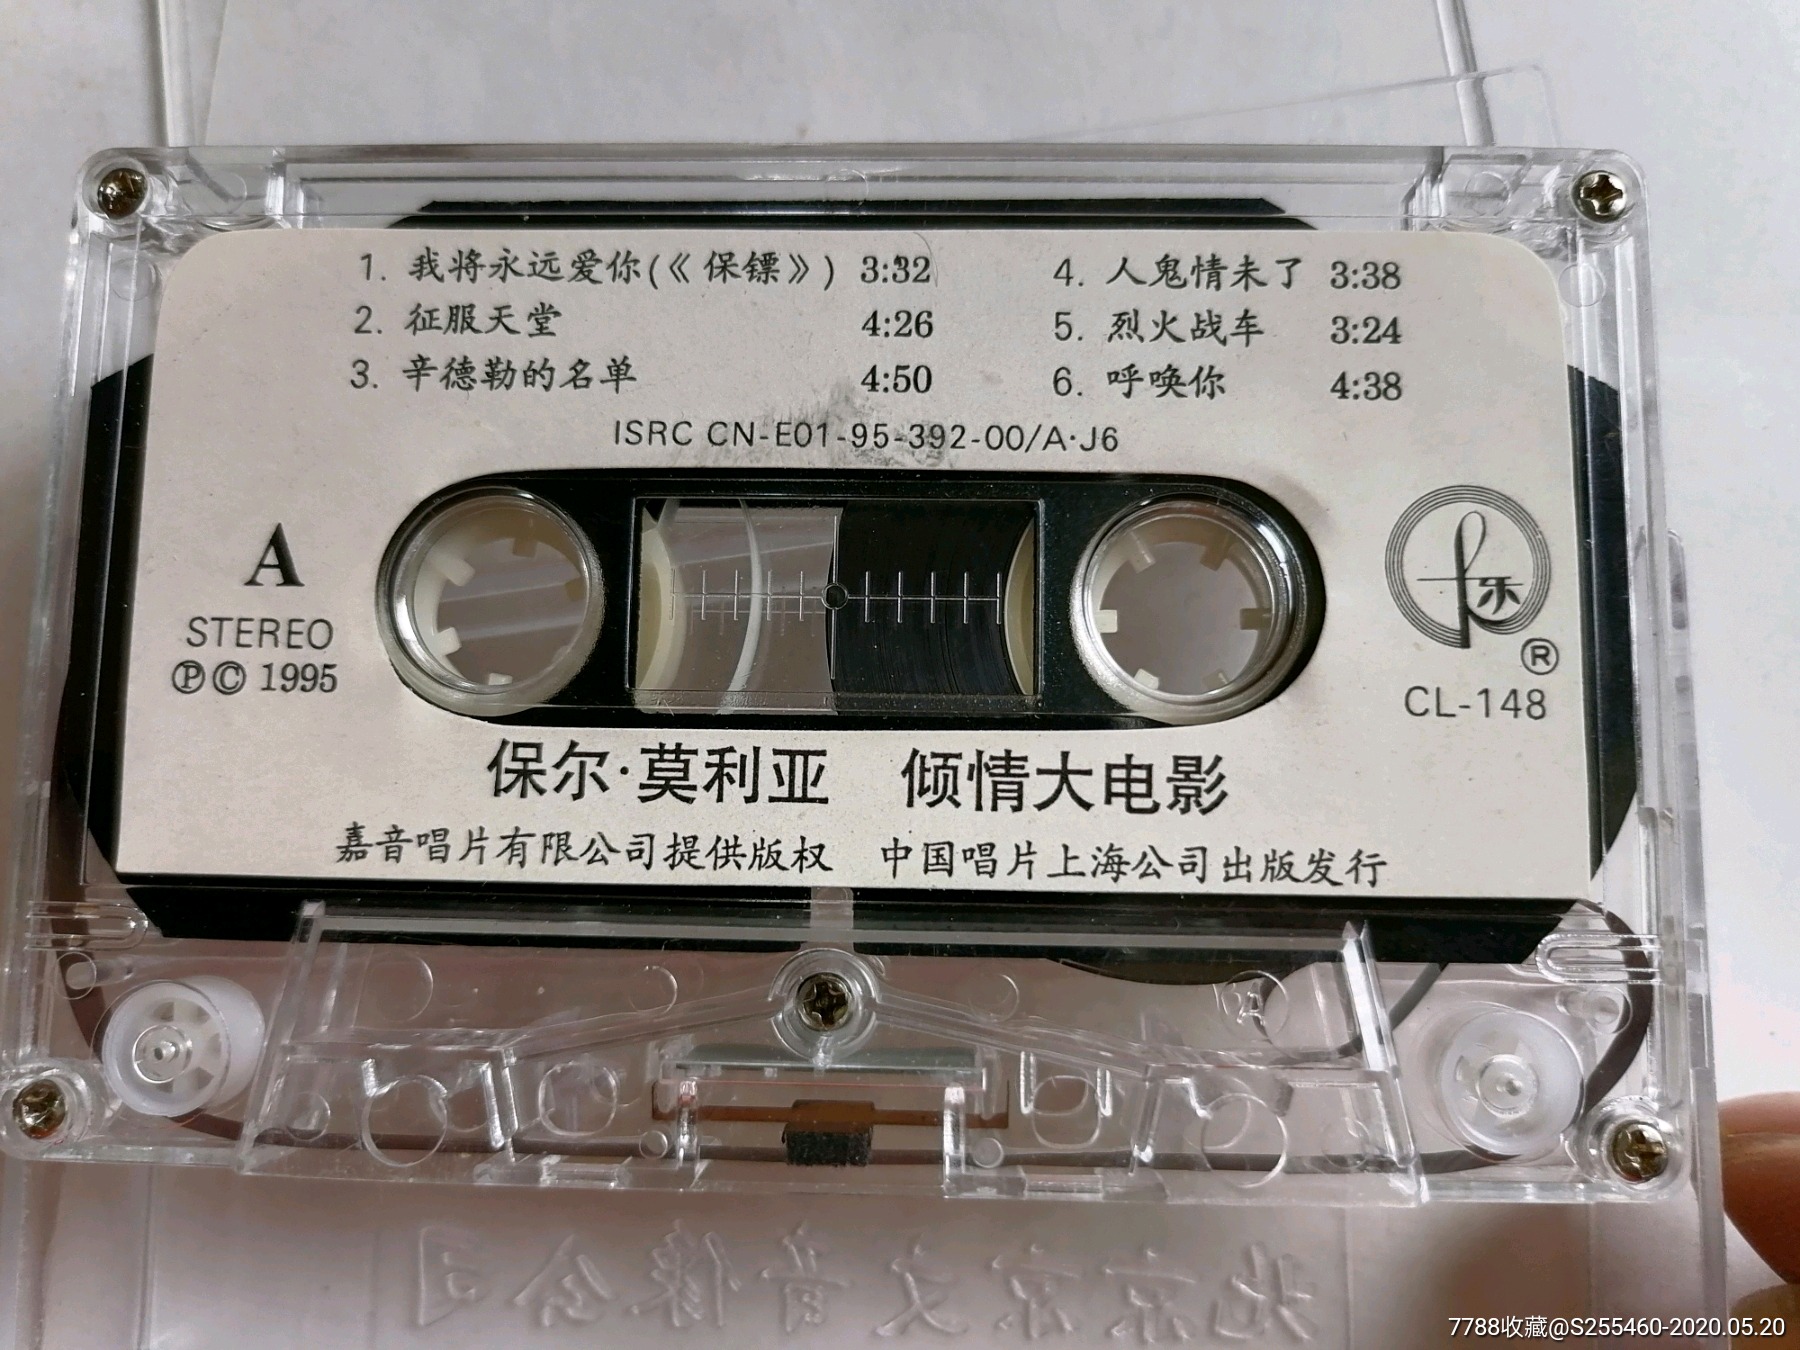 1. 我将永远爱你(《保镖》) 3:32
2. 征服天堂 4:26
3. 辛德勒的名单 4:50
4. 人鬼情未了 3:38
5. 烈火战车 3:24
6. 呼唤你 4:38
ISRC CN-E01-95-392-00/A·J6
A
STEREO
Ⓟ© 1995
乐
®
CL-148
保尔·莫利亚 倾情大电影
嘉音唱片有限公司提供版权 中国唱片上海公司出版发行
北京京文音像公司
7788收藏@S255460-2020.05.20